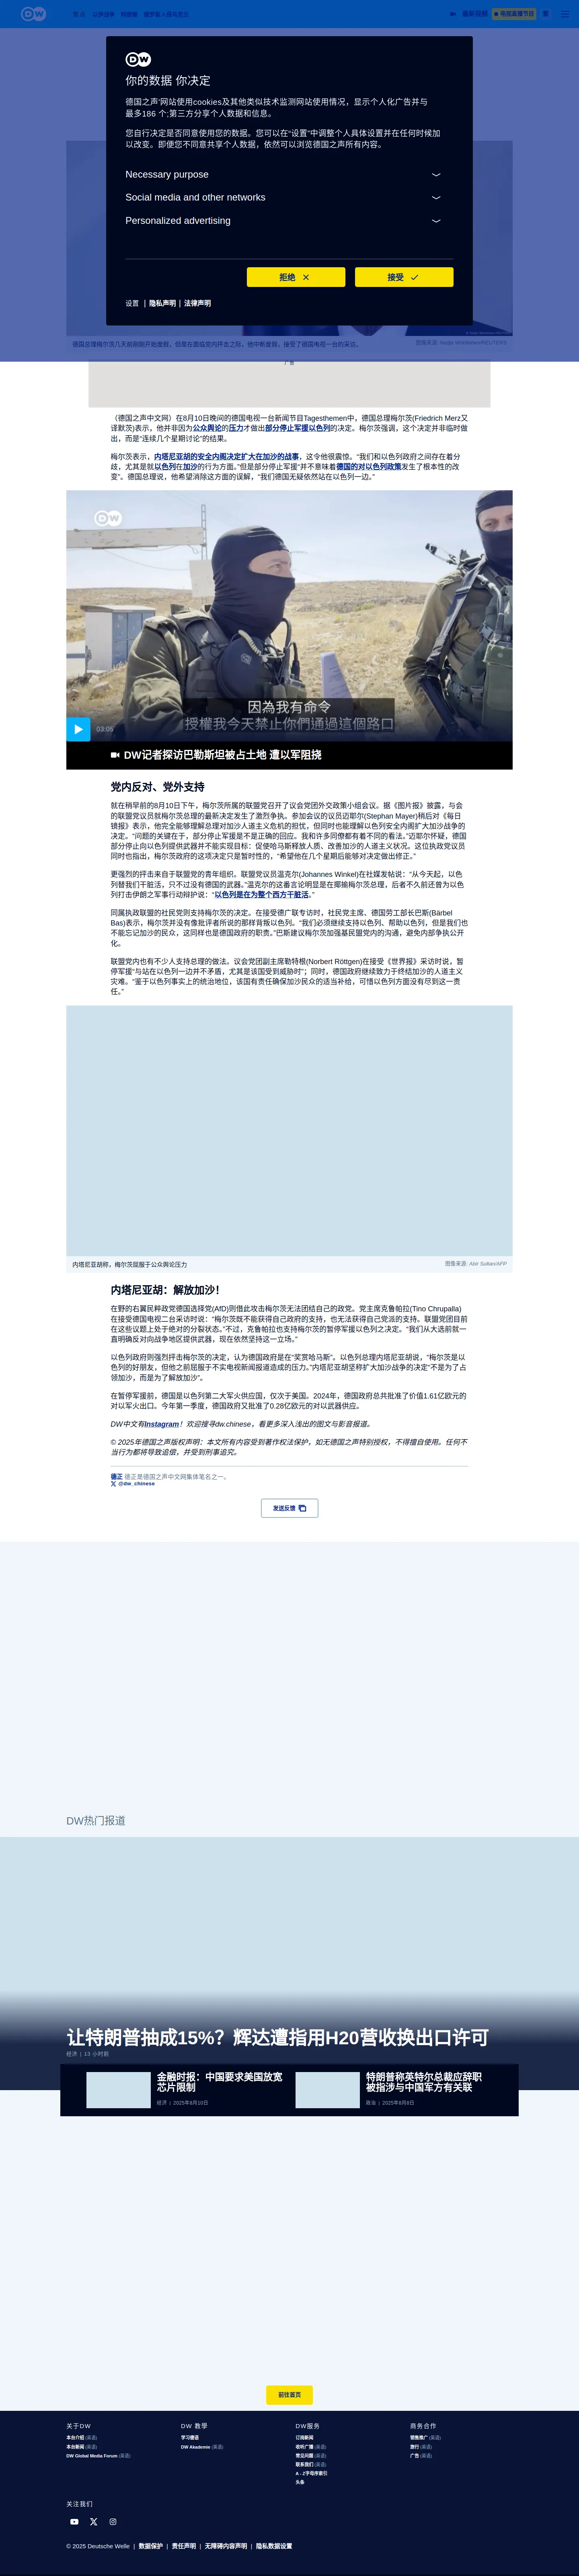 DW
最新视频
电视直播节目
繁
DW
你的数据 你决定
德国之声'网站使用cookies及其他类似技术监测网站使用情况，显示个人化广告并与
最多186 个;第三方分享个人数据和信息。
您自行决定是否同意使用您的数据。您可以在“设置”中调整个人具体设置并在任何时候加
以改变。即便您不同意共享个人数据，依然可以浏览德国之声所有内容。
Necessary purpose
Social media and other networks
Personalized advertising
拒绝
接受
设置 | 隐私声明 | 法律声明
德国总理梅尔茨几天前刚刚开始度假，但是在面临党内抨击之际，他中断度假，接受了德国电视一台的采访。
广告
（德国之声中文网）在8月10日晚间的德国电视一台新闻节目Tagesthemen中，德国总理梅尔茨(Friedrich Merz又
译默茨)表示，他并非因为公众舆论的压力才做出部分停止军援以色列的决定。梅尔茨强调，这个决定并非临时做
出，而是“连续几个星期讨论”的结果。
梅尔茨表示，内塔尼亚胡的安全内阁决定扩大在加沙的战事，这令他很震惊。“我们和以色列政府之间存在着分
歧，尤其是就以色列在加沙的行为方面。”但是部分停止军援“并不意味着德国的对以色列政策发生了根本性的改
变”。德国总理说，他希望消除这方面的误解，“我们德国无疑依然站在以色列一边。”
DW
因為我有命令
授權我今天禁止你們通過這個路口
03:05
DW记者探访巴勒斯坦被占土地 遭以军阻挠
党内反对、党外支持
就在稍早前的8月10日下午，梅尔茨所属的联盟党召开了议会党团外交政策小组会议。据《图片报》披露，与会
的联盟党议员就梅尔茨总理的最新决定发生了激烈争执。参加会议的议员迈耶尔(Stephan Mayer)稍后对《每日
镜报》表示，他完全能够理解总理对加沙人道主义危机的担忧，但同时也能理解以色列安全内阁扩大加沙战争的
决定。“问题的关键在于，部分停止军援是不是正确的回应。我和许多同僚都有着不同的看法。”迈耶尔怀疑，德国
部分停止向以色列提供武器并不能实现目标：促使哈马斯释放人质、改善加沙的人道主义状况。这位执政党议员
同时也指出，梅尔茨政府的这项决定只是暂时性的，“希望他在几个星期后能够对决定做出修正。”
更强烈的抨击来自于联盟党的青年组织。联盟党议员温克尔(Johannes Winkel)在社媒发帖说：“从今天起，以色
列替我们干脏活，只不过没有德国的武器。”温克尔的这番言论明显是在揶揄梅尔茨总理，后者不久前还曾为以色
列打击伊朗之军事行动辩护说：“以色列是在为整个西方干脏活。”
同属执政联盟的社民党则支持梅尔茨的决定。在接受德广联专访时，社民党主席、德国劳工部长巴斯(Bärbel
Bas)表示，梅尔茨并没有像批评者所说的那样背叛以色列。“我们始终支持以色列、帮助以色列，但是我们也
不能忘记加沙的民众，这同样也是德国政府的职责。”巴斯建议梅尔茨加强基民盟党内的沟通，避免内部争执公开
化。
联盟党内也有不少人支持总理的做法。议会党团副主席勒特根(Norbert Röttgen)在接受《世界报》采访时说，暂
停军援“与站在以色列一边并不矛盾，尤其是该国受到威胁时”；同时，德国政府继续致力于终结加沙的人道主义
灾难。“鉴于以色列事实上的统治地位，该国有责任确保加沙民众的适当补给，可惜以色列方面没有尽到这一责
任。”
内塔尼亚胡称，梅尔茨屈服于公众舆论压力
图像来源: Abir Sultan/AFP
内塔尼亚胡：解放加沙！
在野的右翼民粹政党德国选择党(AfD)则借此攻击梅尔茨无法团结自己的政党。党主席克鲁帕拉(Tino Chrupalla)
在接受德国电视二台采访时说：“梅尔茨既不能获得自己政府的支持，也无法获得自己党派的支持。联盟党团目前
在这些议题上处于绝对的分裂状态。”不过，克鲁帕拉也支持梅尔茨的暂停军援以色列之决定。“我们从大选前就一
直明确反对向战争地区提供武器，现在依然坚持这一立场。”
以色列政府则强烈抨击梅尔茨的决定，认为德国政府是在“奖赏哈马斯”。以色列总理内塔尼亚胡说，“梅尔茨是以
色列的好朋友，但他之前屈服于不实电视新闻报道造成的压力。”内塔尼亚胡坚称扩大加沙战争的决定“不是为了占
领加沙，而是为了解放加沙”。
在暂停军援前，德国是以色列第二大军火供应国，仅次于美国。2024年，德国政府总共批准了价值1.61亿欧元的
对以军火出口。今年第一季度，德国政府又批准了0.28亿欧元的对以武器供应。
DW中文有Instagram！欢迎搜寻dw.chinese，看更多深入浅出的图文与影音报道。
© 2025年德国之声版权声明：本文所有内容受到著作权法保护，如无德国之声特别授权，不得擅自使用。任何不
当行为都将导致追偿，并受到刑事追究。
德正 德正是德国之声中文网集体笔名之一。
@dw_chinese
发送反馈
DW热门报道
让特朗普抽成15%？辉达遭指用H20营收换出口许可
经济 | 13 小时前
金融时报：中国要求美国放宽
芯片限制
经济 | 2025年8月10日
特朗普称英特尔总裁应辞职
被指涉与中国军方有关联
政治 | 2025年8月8日
前往首页
关于DW
本台介绍 (英语)
本台新闻 (英语)
DW Global Media Forum (英语)
DW 教學
学习德语
DW Akademie (英语)
DW服务
订阅新闻
收听广播 (英语)
常见问题 (英语)
联系我们 (英语)
A - Z字母序索引
头条
商务合作
销售推广 (英语)
旅行 (英语)
广告 (英语)
关注我们
© 2025 Deutsche Welle | 数据保护 | 责任声明 | 无障碍内容声明 | 隐私数据设置